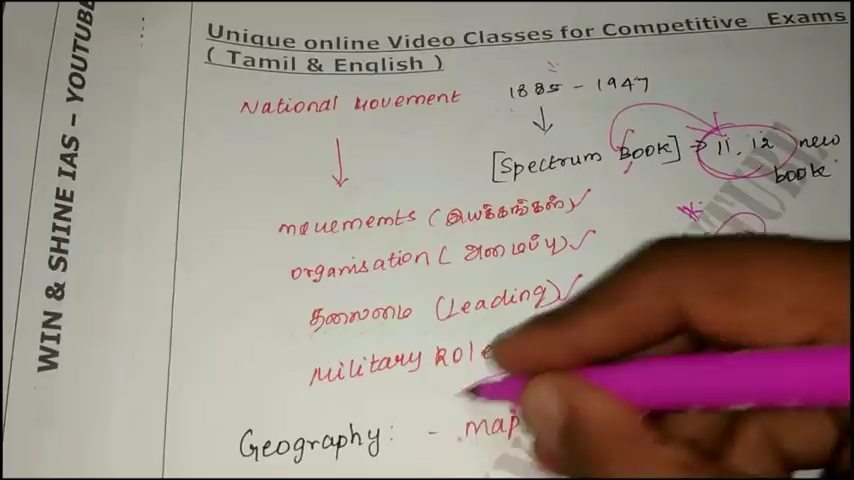 WIN & SHINE IAS – YOUTUBE
Unique online Video Classes for Competitive Exams
( Tamil & English )
National Movement 1885 – 1947
[Spectrum Book] → 11, 12 new
book
movements (இயக்கங்கள்) ✓
organisation ( அமைப்பு) ✓
தலைமை (Leading) ✓
Military Role
Geography: – Map